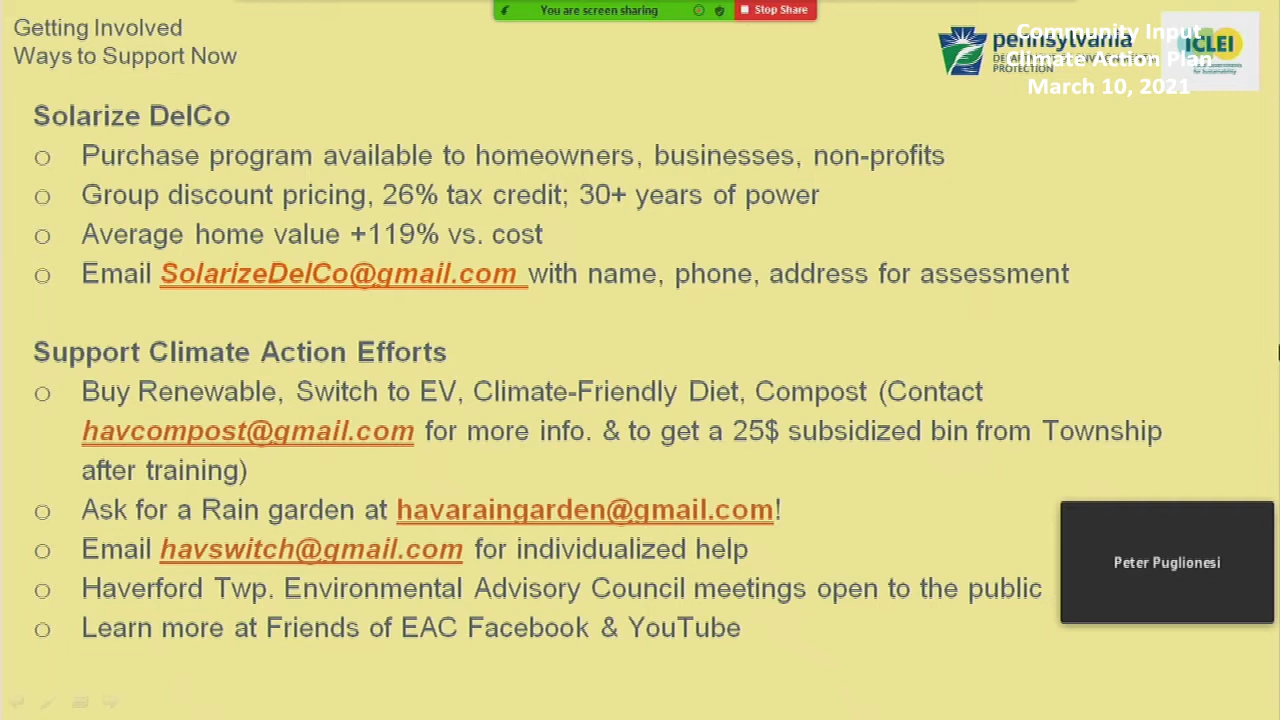 Getting Involved
Ways to Support Now
You are screen sharing
Stop Share
pennsylvania
DEPARTMENT OF ENVIRONMENTAL
PROTECTION
ICLEI
for Sustainability
Community Input
Climate Action Plan
March 10, 2021
Solarize DelCo
o Purchase program available to homeowners, businesses, non-profits
o Group discount pricing, 26% tax credit; 30+ years of power
o Average home value +119% vs. cost
o Email SolarizeDelCo@gmail.com with name, phone, address for assessment
Support Climate Action Efforts
o Buy Renewable, Switch to EV, Climate-Friendly Diet, Compost (Contact
havcompost@gmail.com for more info. & to get a 25$ subsidized bin from Township
after training)
o Ask for a Rain garden at havaraingarden@gmail.com!
o Email havswitch@gmail.com for individualized help
o Haverford Twp. Environmental Advisory Council meetings open to the public
o Learn more at Friends of EAC Facebook & YouTube
Peter Puglionesi